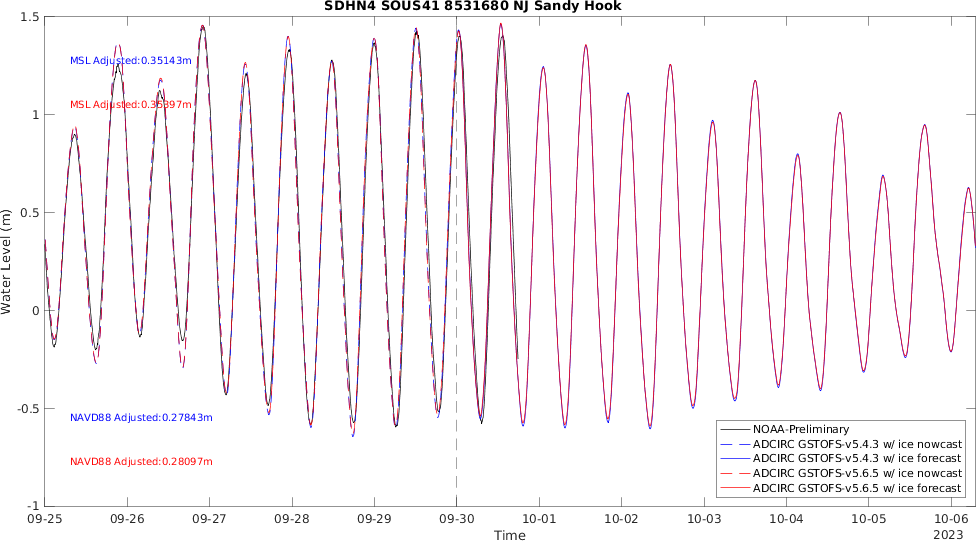 SDHN4 SOUS41 8531680 NJ Sandy Hook
1.5
1
0.5
0
-0.5
-1
Water Level (m)
MSL Adjusted:0.35143m
MSL Adjusted:0.35397m
NAVD88 Adjusted:0.27843m
NAVD88 Adjusted:0.28097m
NOAA-Preliminary
ADCIRC GSTOFS-v5.4.3 w/ ice nowcast
ADCIRC GSTOFS-v5.4.3 w/ ice forecast
ADCIRC GSTOFS-v5.6.5 w/ ice nowcast
ADCIRC GSTOFS-v5.6.5 w/ ice forecast
09-25 09-26 09-27 09-28 09-29 09-30 10-01 10-02 10-03 10-04 10-05 10-06
Time
2023